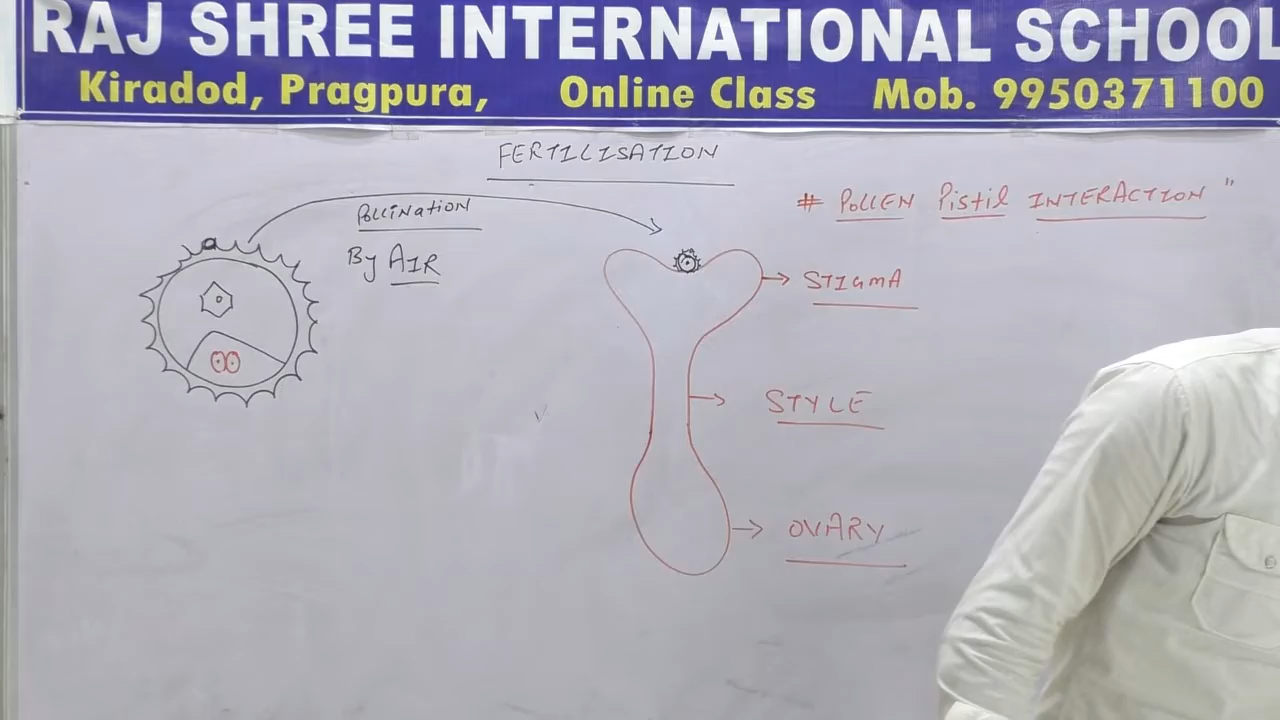 RAJ SHREE INTERNATIONAL SCHOOL
Kiradod, Pragpura, Online Class Mob. 9950371100
FERTILISATION
# POLLEN Pistil INTERACTION "
POLLINATION
By AIR
STIGMA
STYLE
OVARY